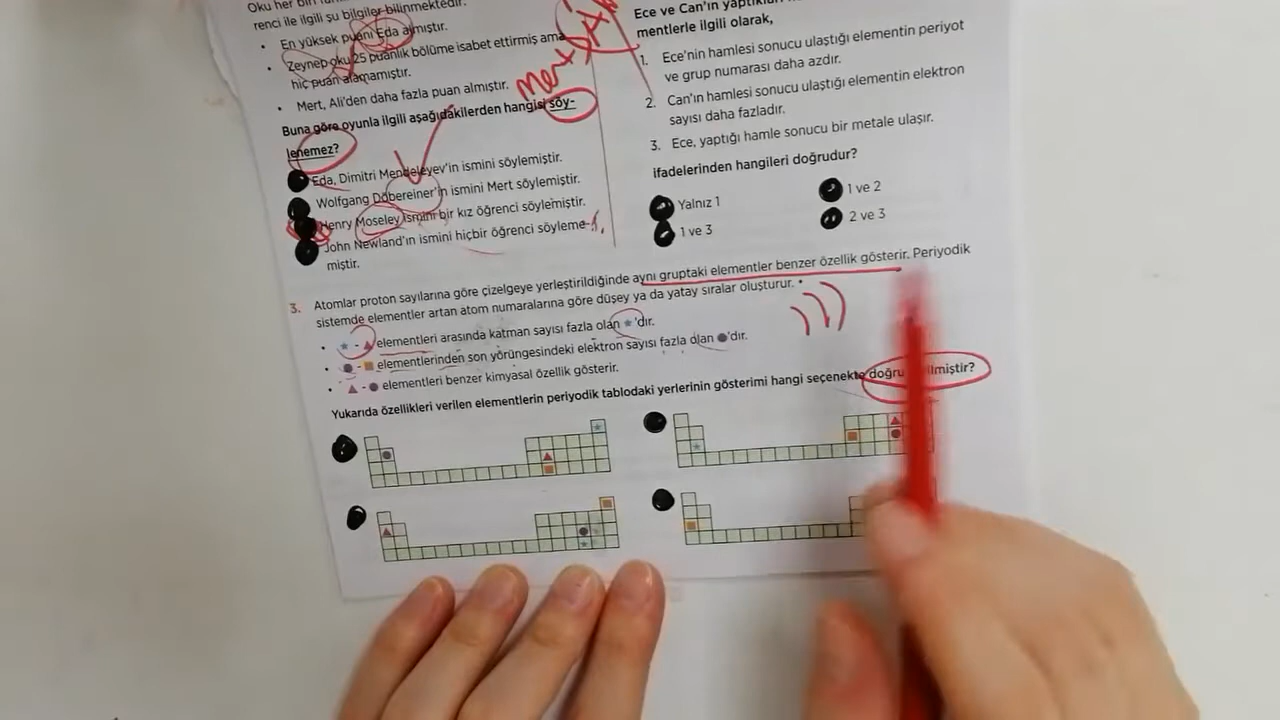 renci ile ilgili şu bilgiler bilinmektedir.
• En yüksek puanı Eda almıştır.
• Zeynep oku 25 puanlık bölüme isabet ettirmiş ama
hiç puan alamamıştır.
• Mert, Ali'den daha fazla puan almıştır.
Buna göre oyunla ilgili aşağıdakilerden hangisi söy-
lenemez?
Eda, Dimitri Mendeleyev'in ismini söylemiştir.
Wolfgang Döbereiner'in ismini Mert söylemiştir.
Henry Moseley ismini bir kız öğrenci söylemiştir.
John Newland'ın ismini hiçbir öğrenci söyleme-
miştir.
Mert
Ece ve Can'ın yaptıkları
mentlerle ilgili olarak,
1. Ece'nin hamlesi sonucu ulaştığı elementin periyot
ve grup numarası daha azdır.
2. Can'ın hamlesi sonucu ulaştığı elementin elektron
sayısı daha fazladır.
3. Ece, yaptığı hamle sonucu bir metale ulaşır.
ifadelerinden hangileri doğrudur?
Yalnız 1
1 ve 2
1 ve 3
2 ve 3
3. Atomlar proton sayılarına göre çizelgeye yerleştirildiğinde aynı gruptaki elementler benzer özellik gösterir. Periyodik
sistemde elementler artan atom numaralarına göre düşey ya da yatay sıralar oluşturur.
• ★ - ▲ elementleri arasında katman sayısı fazla olan ★'dır.
• ● - ■ elementlerinden son yörüngesindeki elektron sayısı fazla olan ●'dır.
• ▲ - ● elementleri benzer kimyasal özellik gösterir.
Yukarıda özellikleri verilen elementlerin periyodik tablodaki yerlerinin gösterimi hangi seçenekte